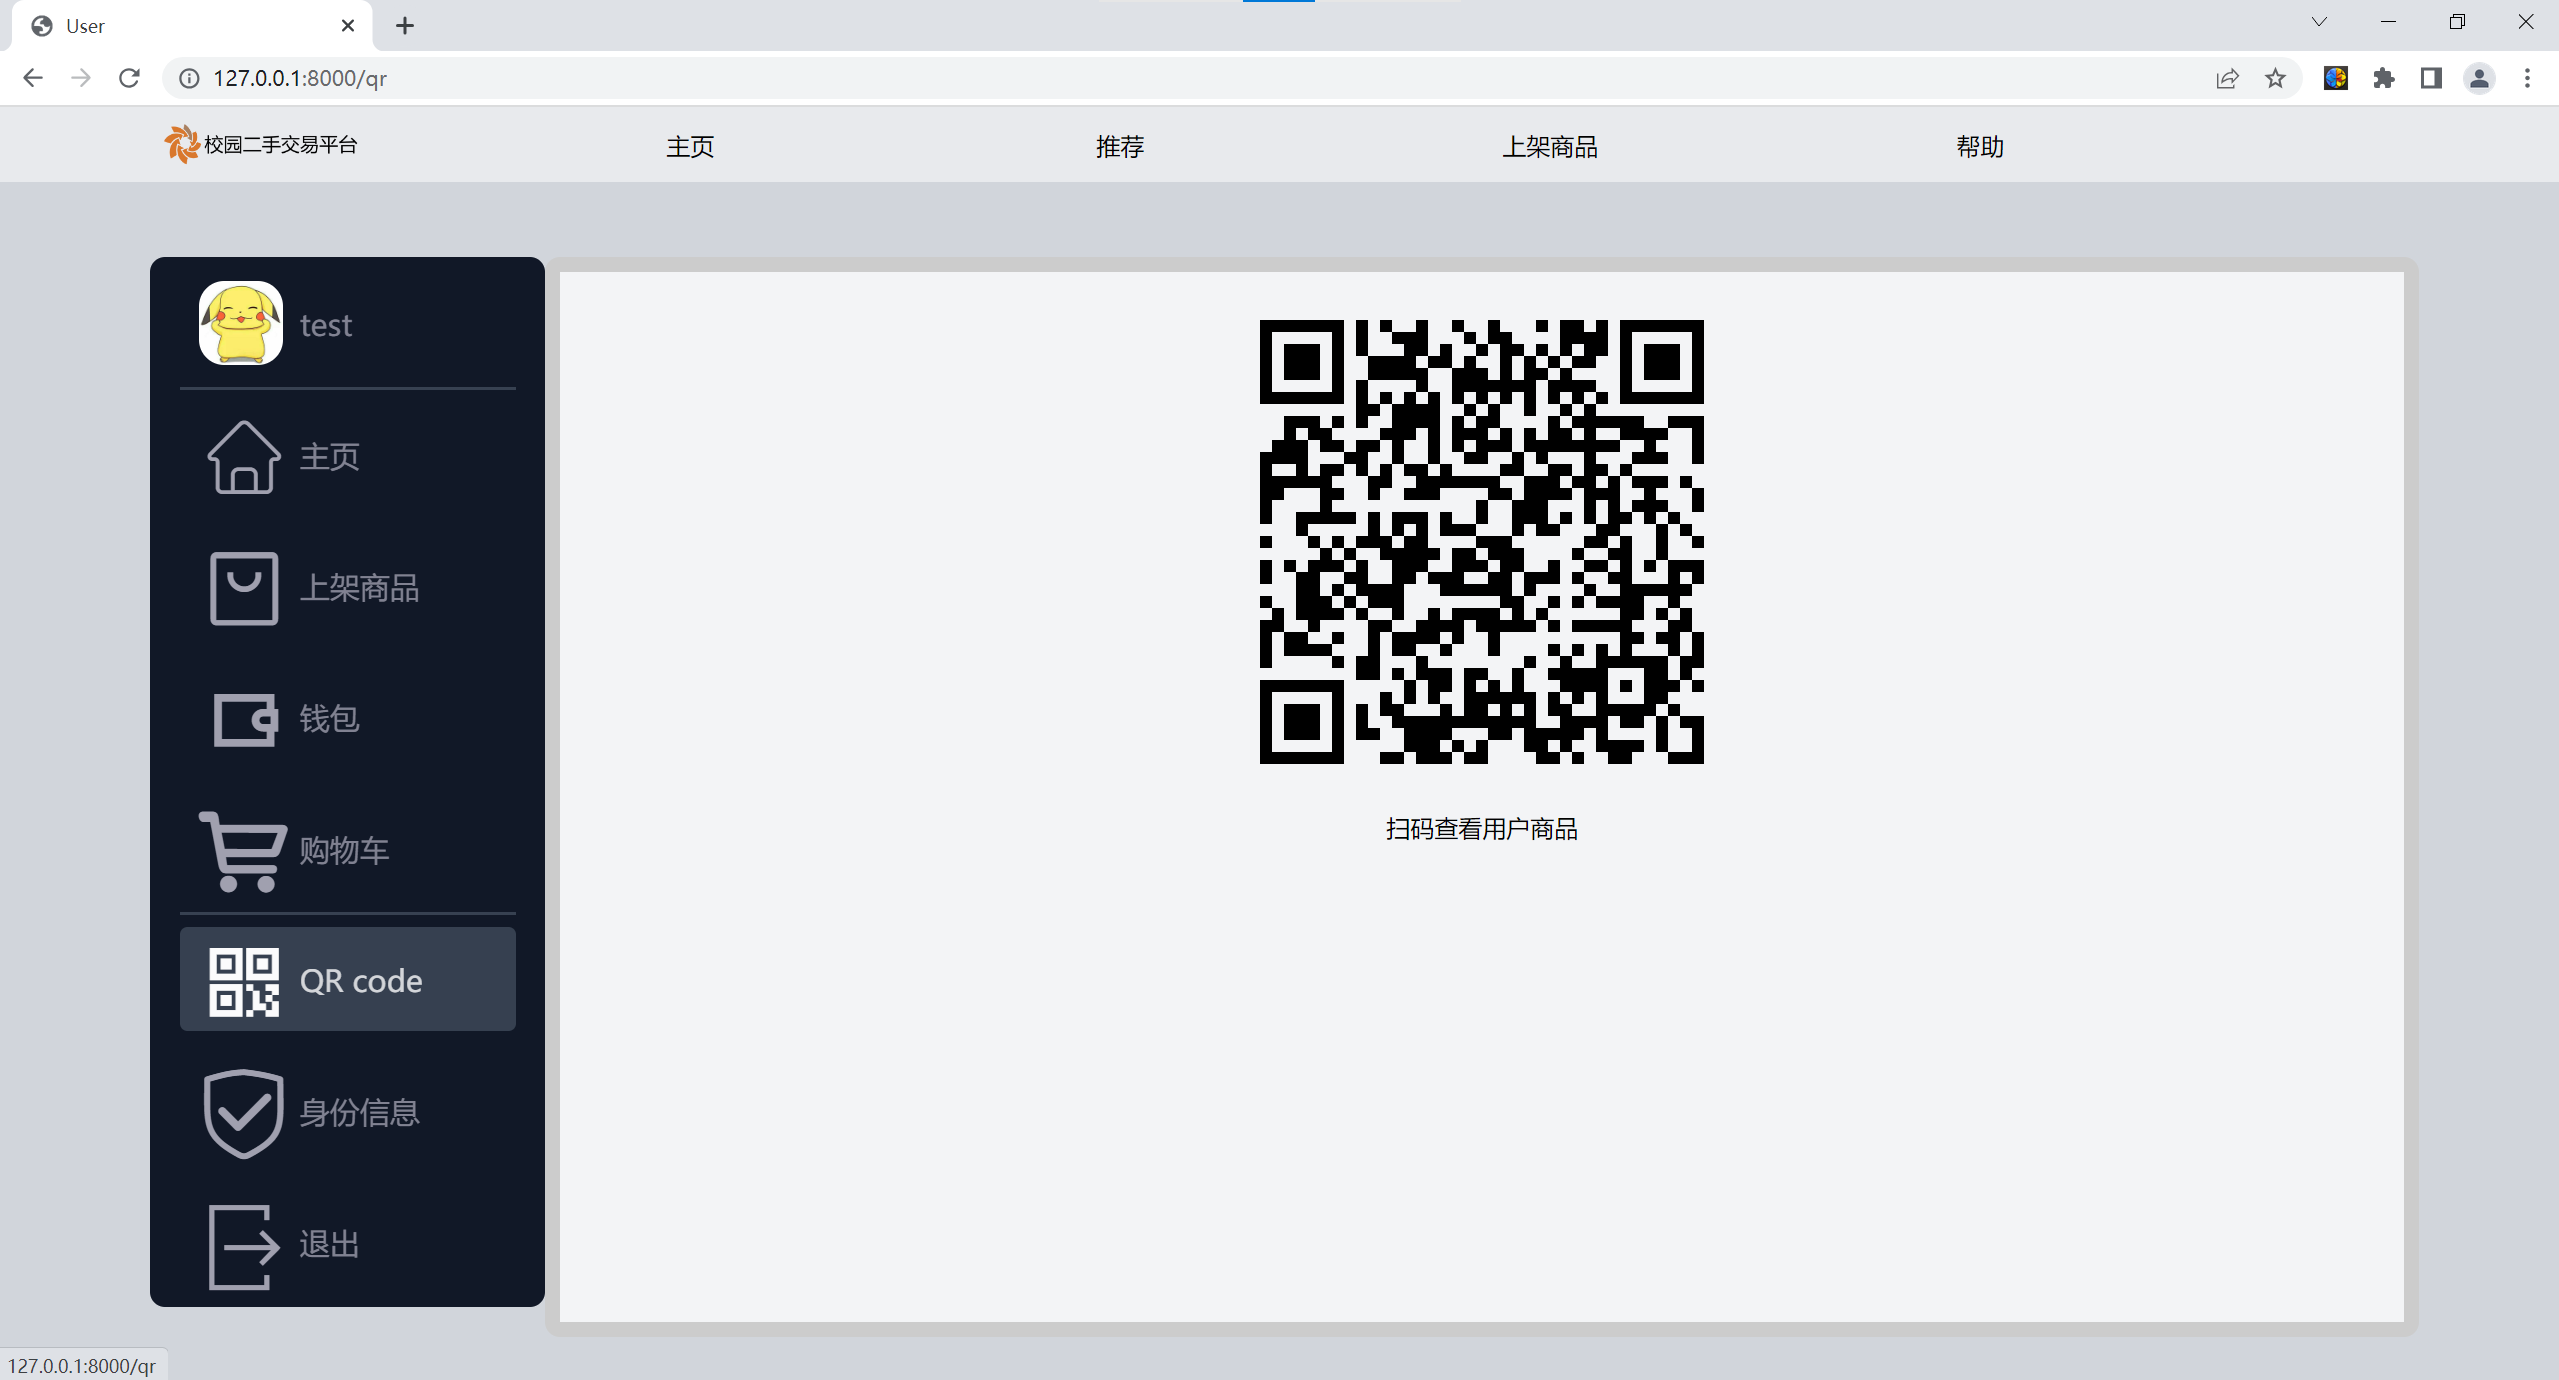 User
127.0.0.1:8000/qr
校园二手交易平台
主页
推荐
上架商品
帮助
test
主页
上架商品
钱包
购物车
QR code
身份信息
退出
扫码查看用户商品
127.0.0.1:8000/qr